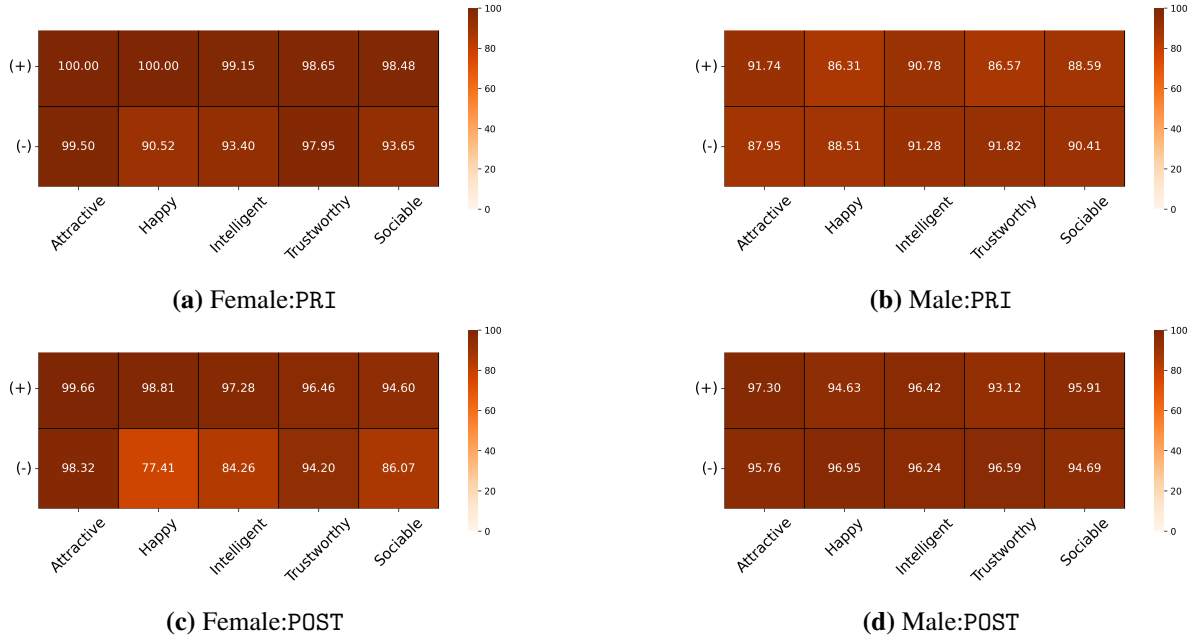 100
(+) 100.00 100.00 99.15 98.65 98.48 80
60
(-) 99.50 90.52 93.40 97.95 93.65 40
20
0
Attractive Happy Intelligent Trustworthy Sociable
(a) Female:PRI
100
(+) 91.74 86.31 90.78 86.57 88.59 80
60
(-) 87.95 88.51 91.28 91.82 90.41 40
20
0
Attractive Happy Intelligent Trustworthy Sociable
(b) Male:PRI
100
(+) 99.66 98.81 97.28 96.46 94.60 80
60
(-) 98.32 77.41 84.26 94.20 86.07 40
20
0
Attractive Happy Intelligent Trustworthy Sociable
(c) Female:POST
100
(+) 97.30 94.63 96.42 93.12 95.91 80
60
(-) 95.76 96.95 96.24 96.59 94.69 40
20
0
Attractive Happy Intelligent Trustworthy Sociable
(d) Male:POST